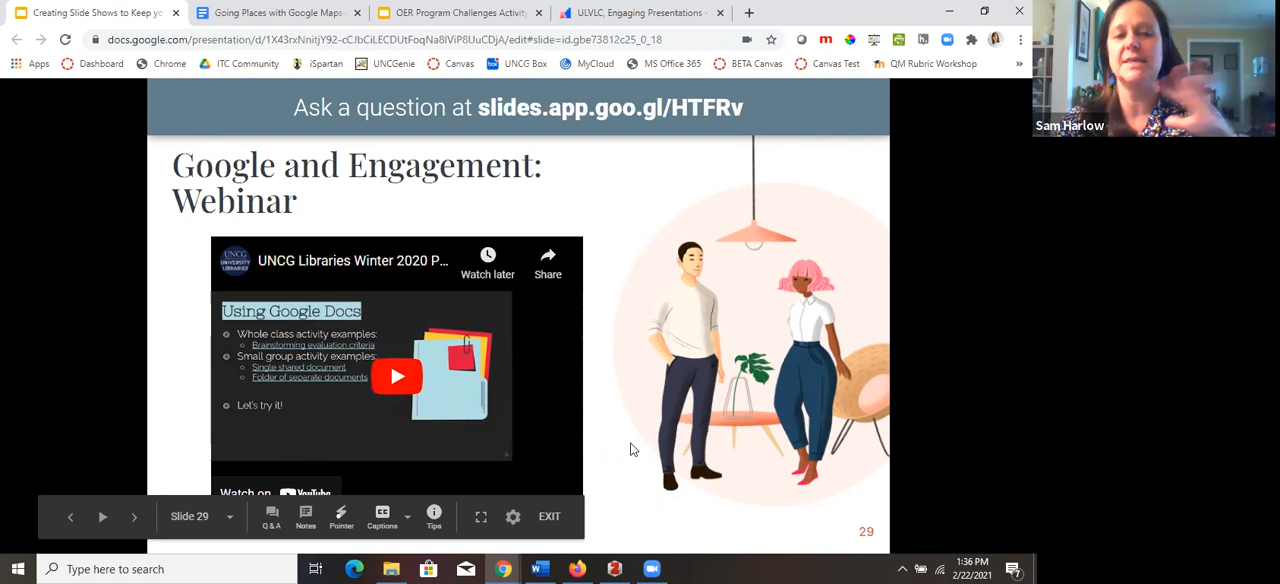 Creating Slide Shows to Keep yo
Going Places with Google Maps-
OER Program Challenges Activity
ULVLC, Engaging Presentations -
docs.google.com/presentation/d/1X43rxNnitjY92-cCJbCiLECDUtFogUBdlViP8UuCDjA/edit#slide=id.gbe73812c25_0_18
Apps
Dashboard
Chrome
ITC Community
iSpartan
UNCGenie
Canvas
UNCG Box
MyCloud
MS Office 365
BETA Canvas
Canvas Test
QM Rubric Workshop
»
Sam Harlow
Ask a question at slides.app.goo.gl/HTFRv
Google and Engagement:
Webinar
UNCG
UNIVERSITY
LIBRARIES
UNCG Libraries Winter 2020 P...
Watch later
Share
Using Google Docs
Whole class activity examples:
Brainstorming evaluation criteria
Small group activity examples:
Single shared document
Folder of separate documents
Let's try it!
Watch on YouTube
Slide 29
Q & A
Notes
Pointer
Captions
Tips
EXIT
29
Type here to search
1:36 PM
2/22/2021
7